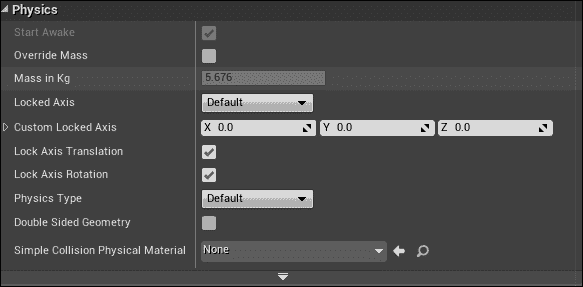 Physics
Start Awake
Override Mass
Mass in Kg 5.676
Locked Axis Default
Custom Locked Axis X 0.0 Y 0.0 Z 0.0
Lock Axis Translation
Lock Axis Rotation
Physics Type Default
Double Sided Geometry
Simple Collision Physical Material None